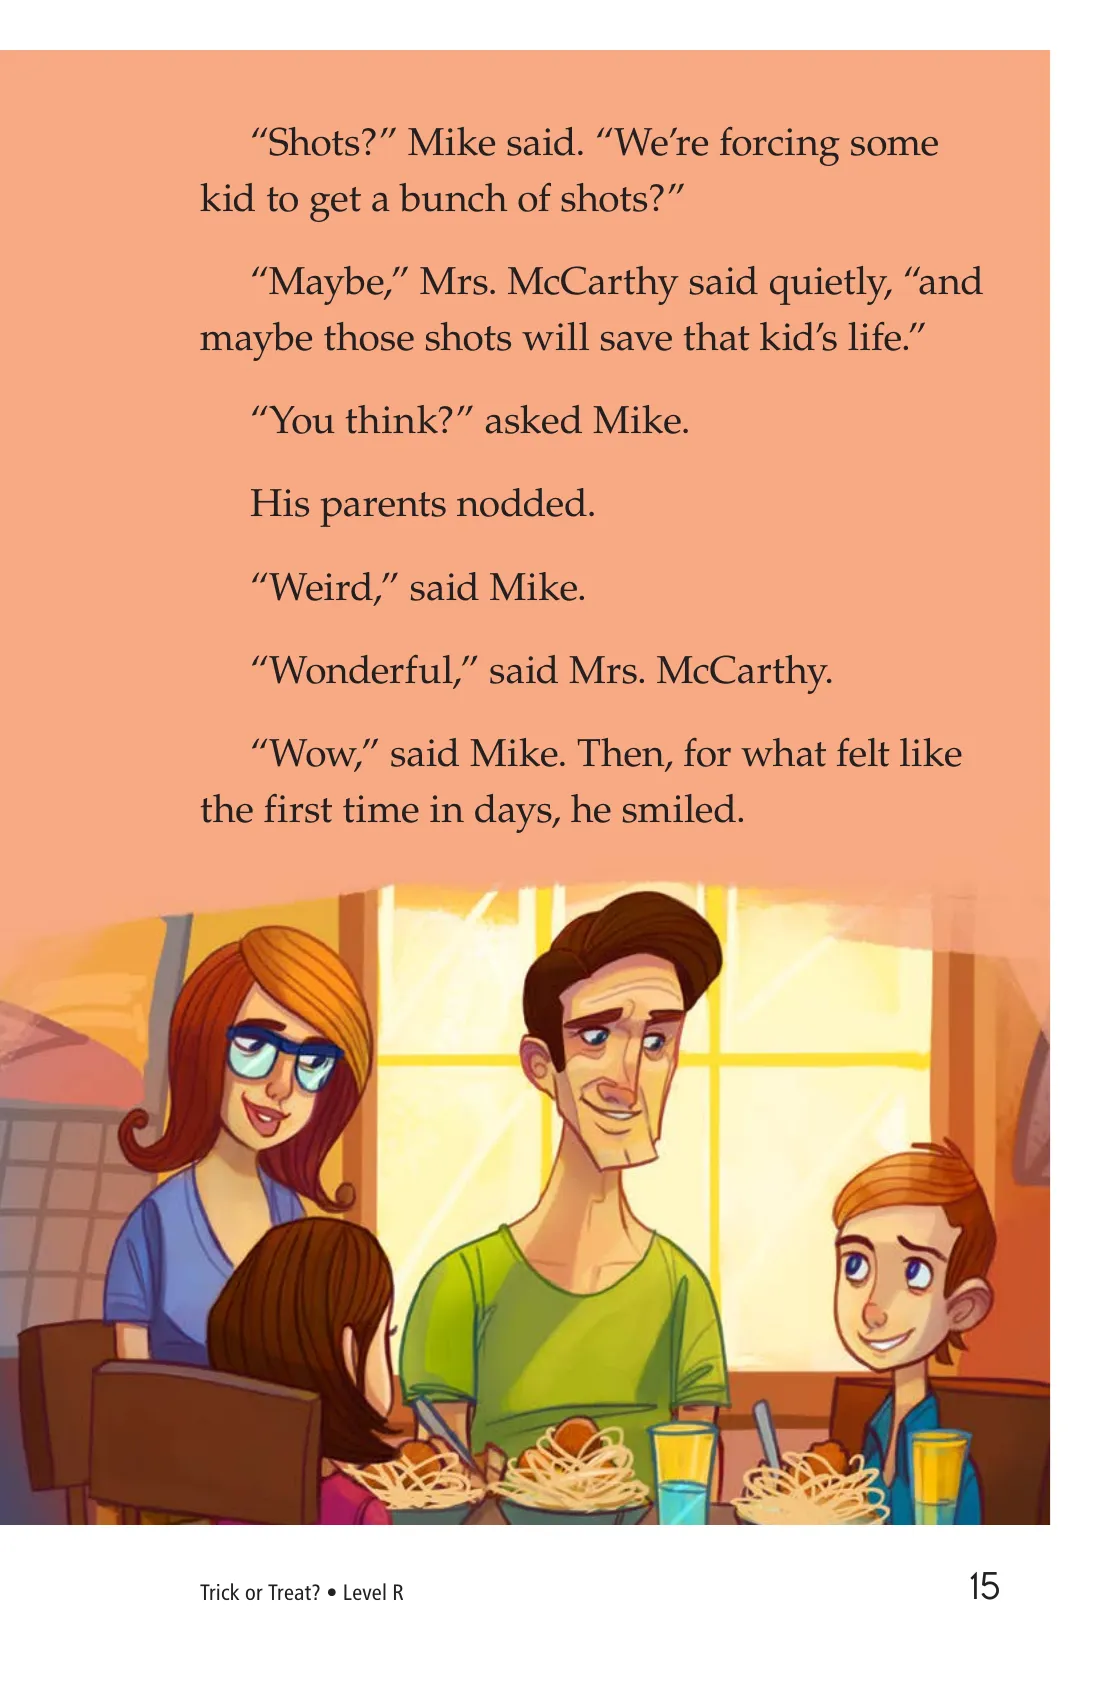 “Shots?” Mike said. “We’re forcing some
kid to get a bunch of shots?”
“Maybe,” Mrs. McCarthy said quietly, “and
maybe those shots will save that kid’s life.”
“You think?” asked Mike.
His parents nodded.
“Weird,” said Mike.
“Wonderful,” said Mrs. McCarthy.
“Wow,” said Mike. Then, for what felt like
the first time in days, he smiled.
Trick or Treat? • Level R
15